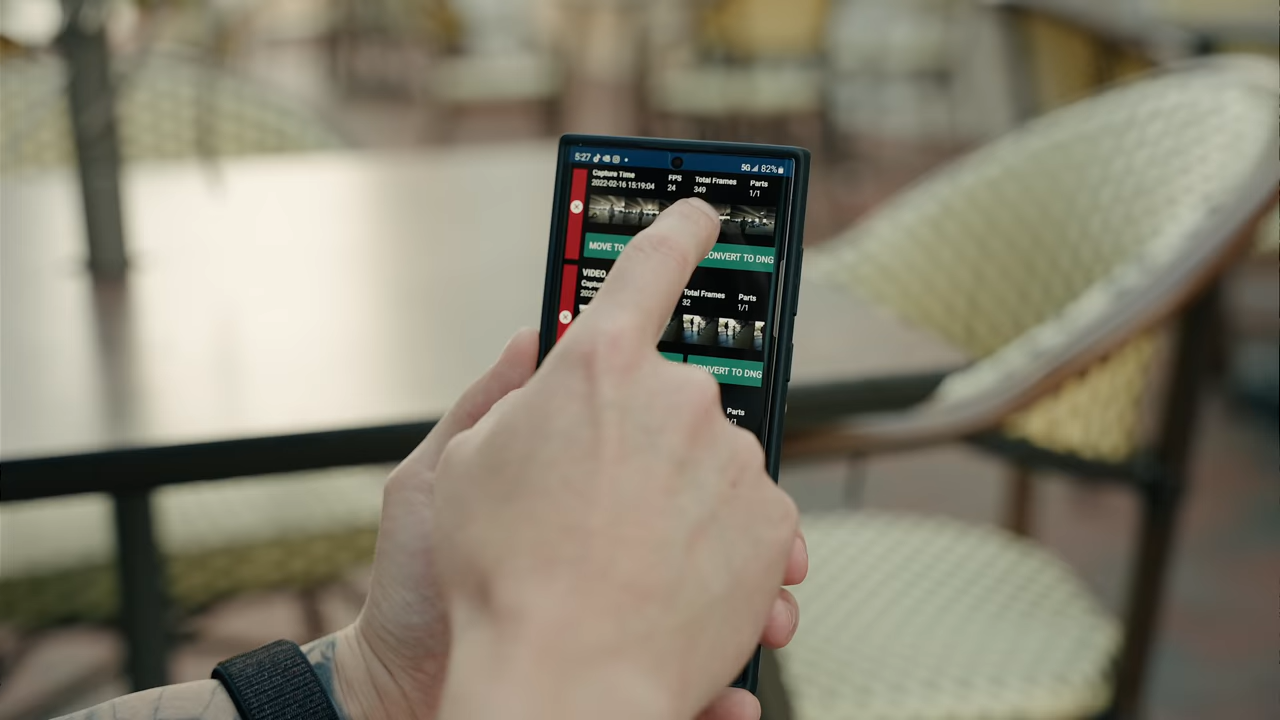 5:27
5G 82%
Capture Time FPS Total Frames Parts
2022-02-16 15:19:04 24 349 1/1
MOVE TO CONVERT TO DNG
VIDEO
Total Frames Parts
32 1/1
CONVERT TO DNG
Parts